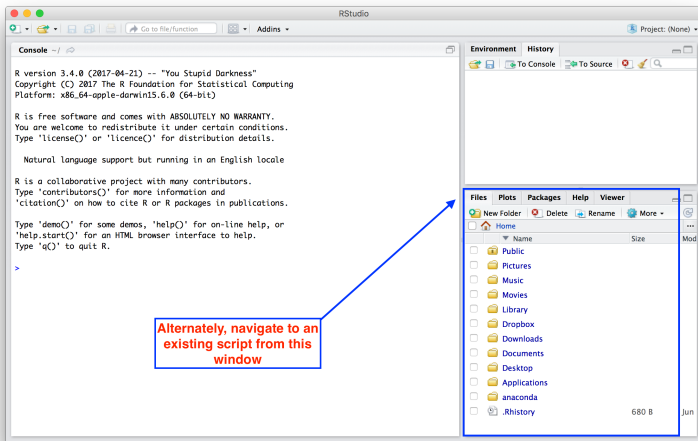 RStudio
Go to file/function
Addins
Project: (None)
Console ~/
R version 3.4.0 (2017-04-21) -- "You Stupid Darkness"
Copyright (C) 2017 The R Foundation for Statistical Computing
Platform: x86_64-apple-darwin15.6.0 (64-bit)
R is free software and comes with ABSOLUTELY NO WARRANTY.
You are welcome to redistribute it under certain conditions.
Type 'license()' or 'licence()' for distribution details.
Natural language support but running in an English locale
R is a collaborative project with many contributors.
Type 'contributors()' for more information and
'citation()' on how to cite R or R packages in publications.
Type 'demo()' for some demos, 'help()' for on-line help, or
'help.start()' for an HTML browser interface to help.
Type 'q()' to quit R.
>
Alternately, navigate to an
existing script from this
window
Environment History
To Console To Source
Files Plots Packages Help Viewer
New Folder Delete Rename More
Home ...
Name Size Mod
Public
Pictures
Music
Movies
Library
Dropbox
Downloads
Documents
Desktop
Applications
anaconda
.Rhistory 680 B Jun